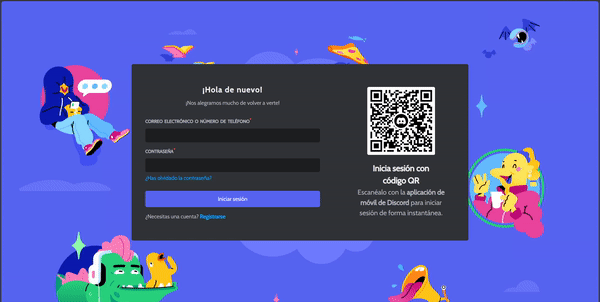 ¡Hola de nuevo!
¡Nos alegramos mucho de volver a verte!
CORREO ELECTRÓNICO O NÚMERO DE TELÉFONO*
CONTRASEÑA*
¿Has olvidado la contraseña?
Iniciar sesión
¿Necesitas una cuenta? Registrarse
Inicia sesión con
código QR
Escanéalo con la aplicación de
móvil de Discord para iniciar
sesión de forma instantánea.